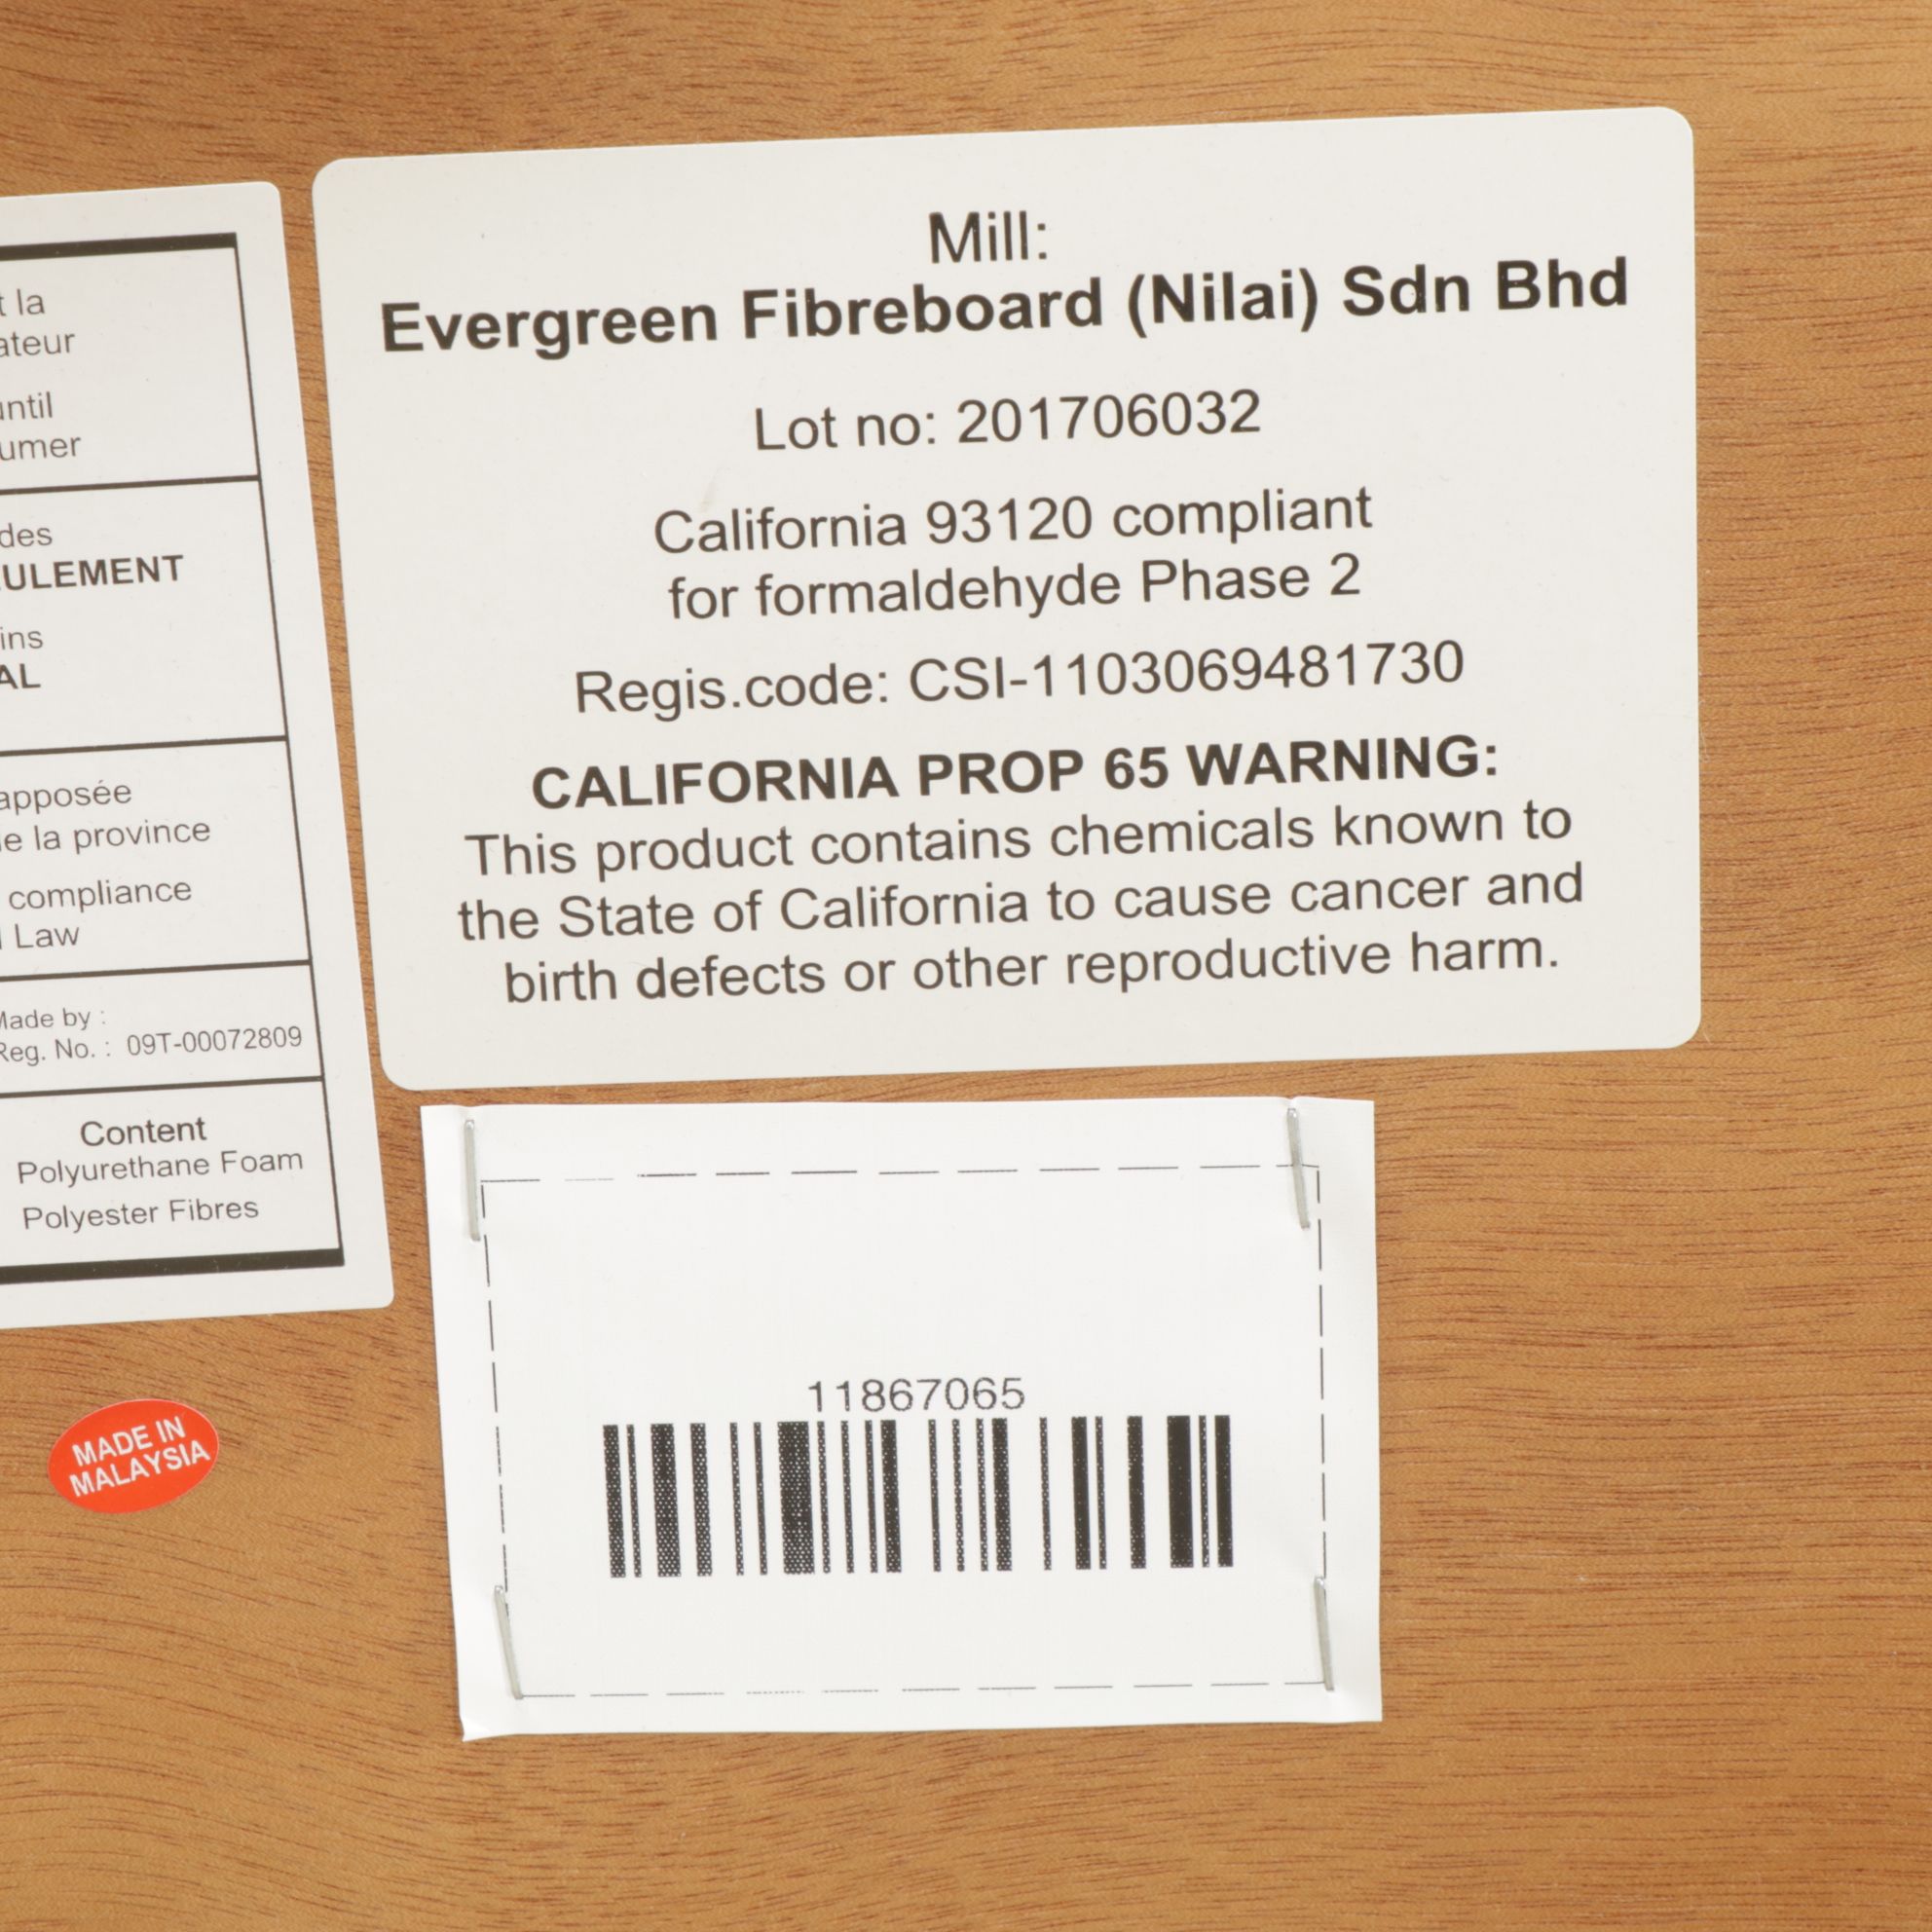 t la
ateur
until
umer
des
ULEMENT
ins
AL
apposée
de la province
compliance
Law
Made by :
Reg. No. : 09T-00072809
Content
Polyurethane Foam
Polyester Fibres
Mill:
Evergreen Fibreboard (Nilai) Sdn Bhd
Lot no: 201706032
California 93120 compliant
for formaldehyde Phase 2
Regis.code: CSI-1103069481730
CALIFORNIA PROP 65 WARNING:
This product contains chemicals known to
the State of California to cause cancer and
birth defects or other reproductive harm.
11867065
MADE IN
MALAYSIA